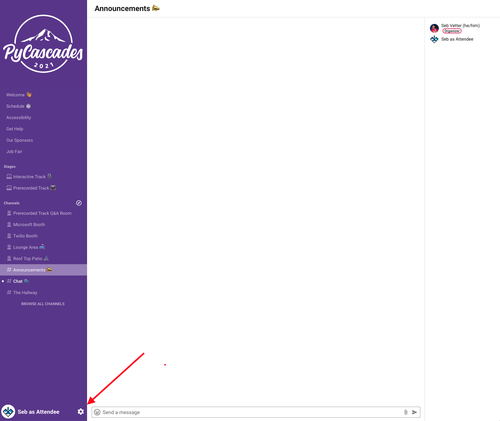 PyCascades
2021
Welcome
Schedule
Accessibility
Get Help
Our Sponsors
Job Fair
Stages
Interactive Track
Prerecorded Track
Channels
Prerecorded Track Q&A Room
Microsoft Booth
Twilio Booth
Lounge Area
Roof Top Patio
Announcements
Chat
The Hallway
BROWSE ALL CHANNELS
Seb as Attendee
Announcements
Send a message
Seb Vetter (he/him)
Organizer
Seb as Attendee